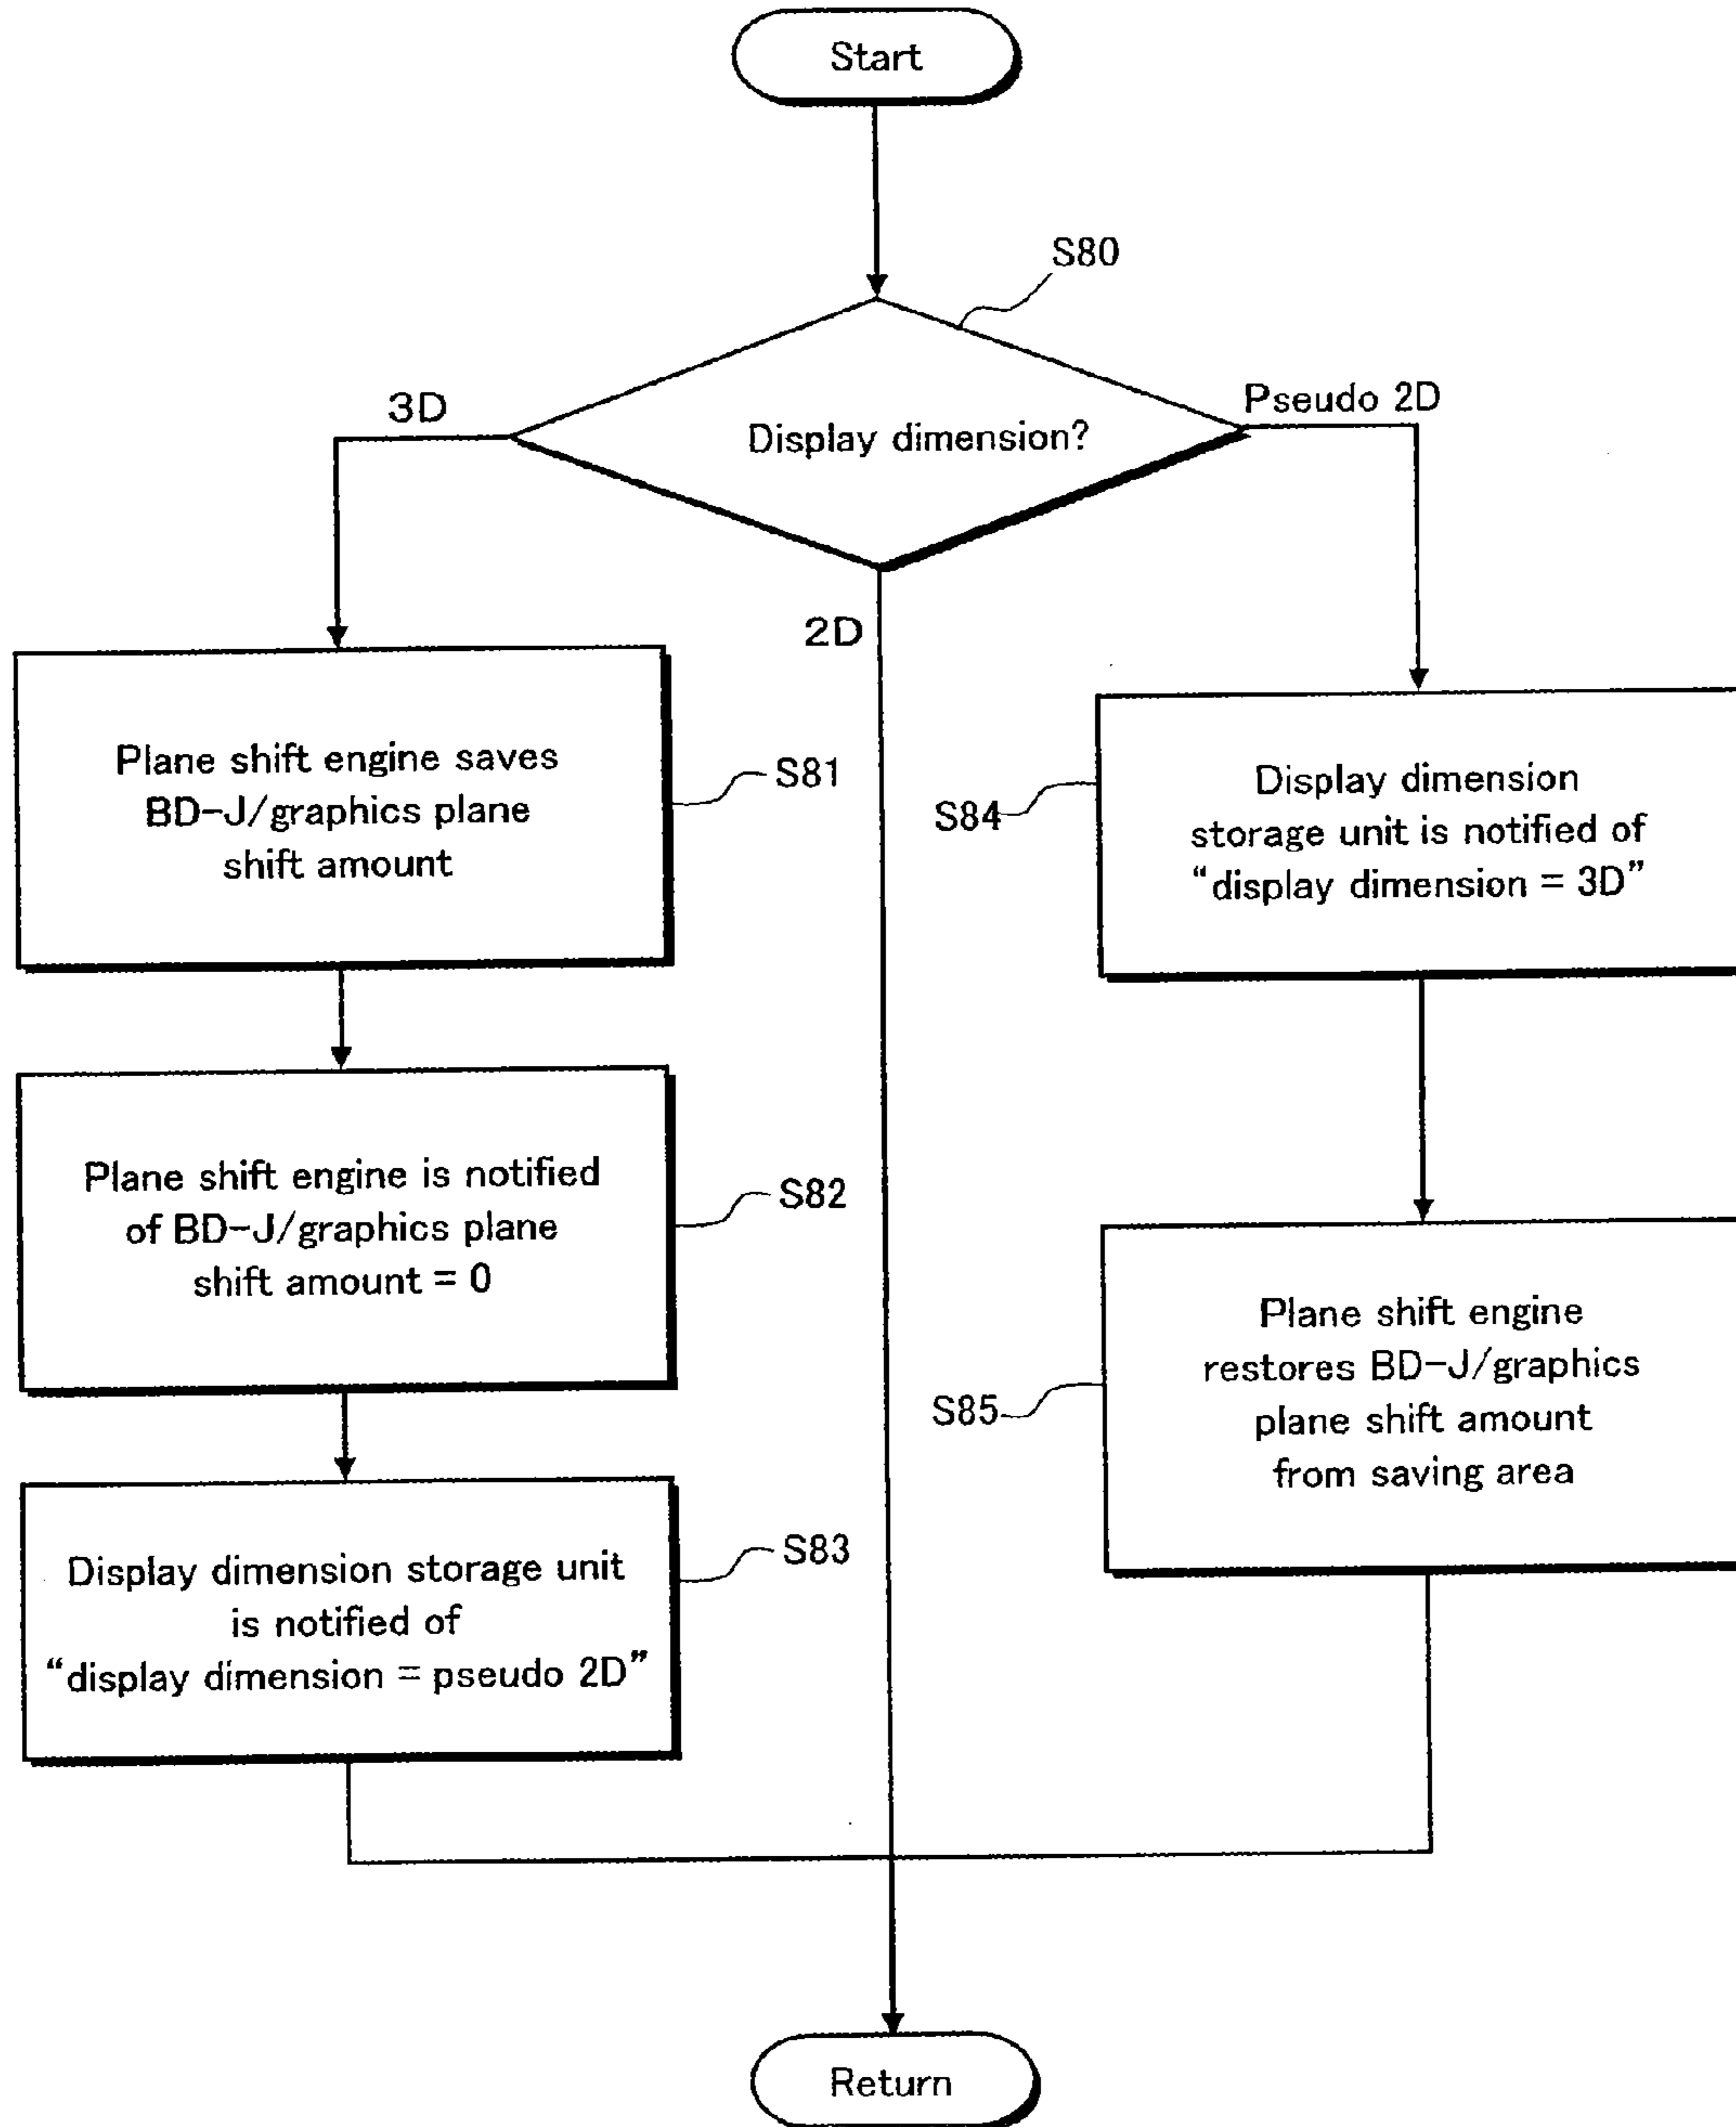 Start
S80
Display dimension?
3D
Pseudo 2D
2D
Plane shift engine saves
BD-J/graphics plane
shift amount
S81
Plane shift engine is notified
of BD-J/graphics plane
shift amount = 0
S82
Display dimension storage unit
is notified of
“display dimension = pseudo 2D”
S83
Display dimension
storage unit is notified of
“display dimension = 3D”
S84
Plane shift engine
restores BD-J/graphics
plane shift amount
from saving area
S85
Return